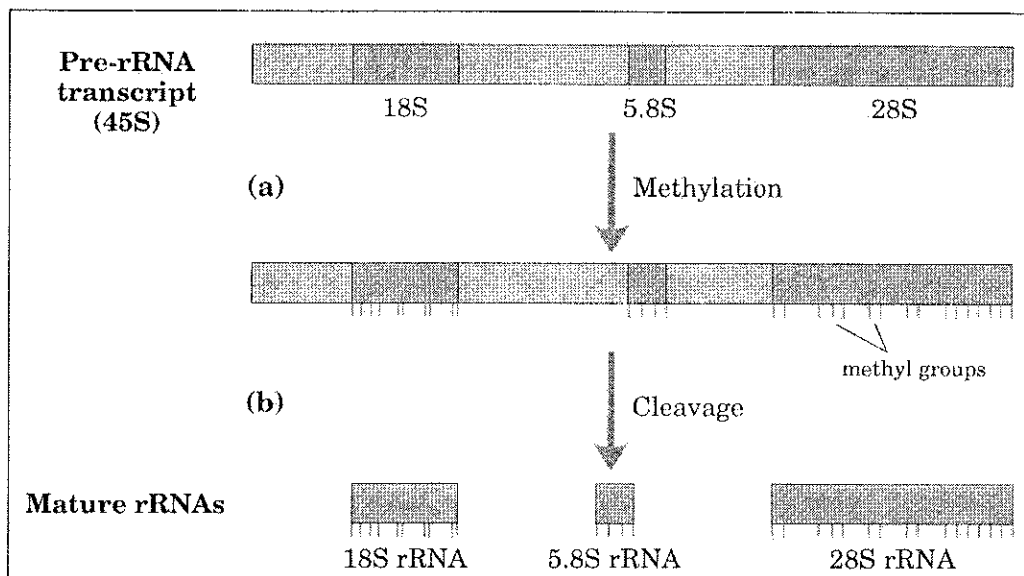 Pre-rRNA
transcript
(45S)
18S
5.8S
28S
(a)
Methylation
methyl groups
(b)
Cleavage
Mature rRNAs
18S rRNA
5.8S rRNA
28S rRNA